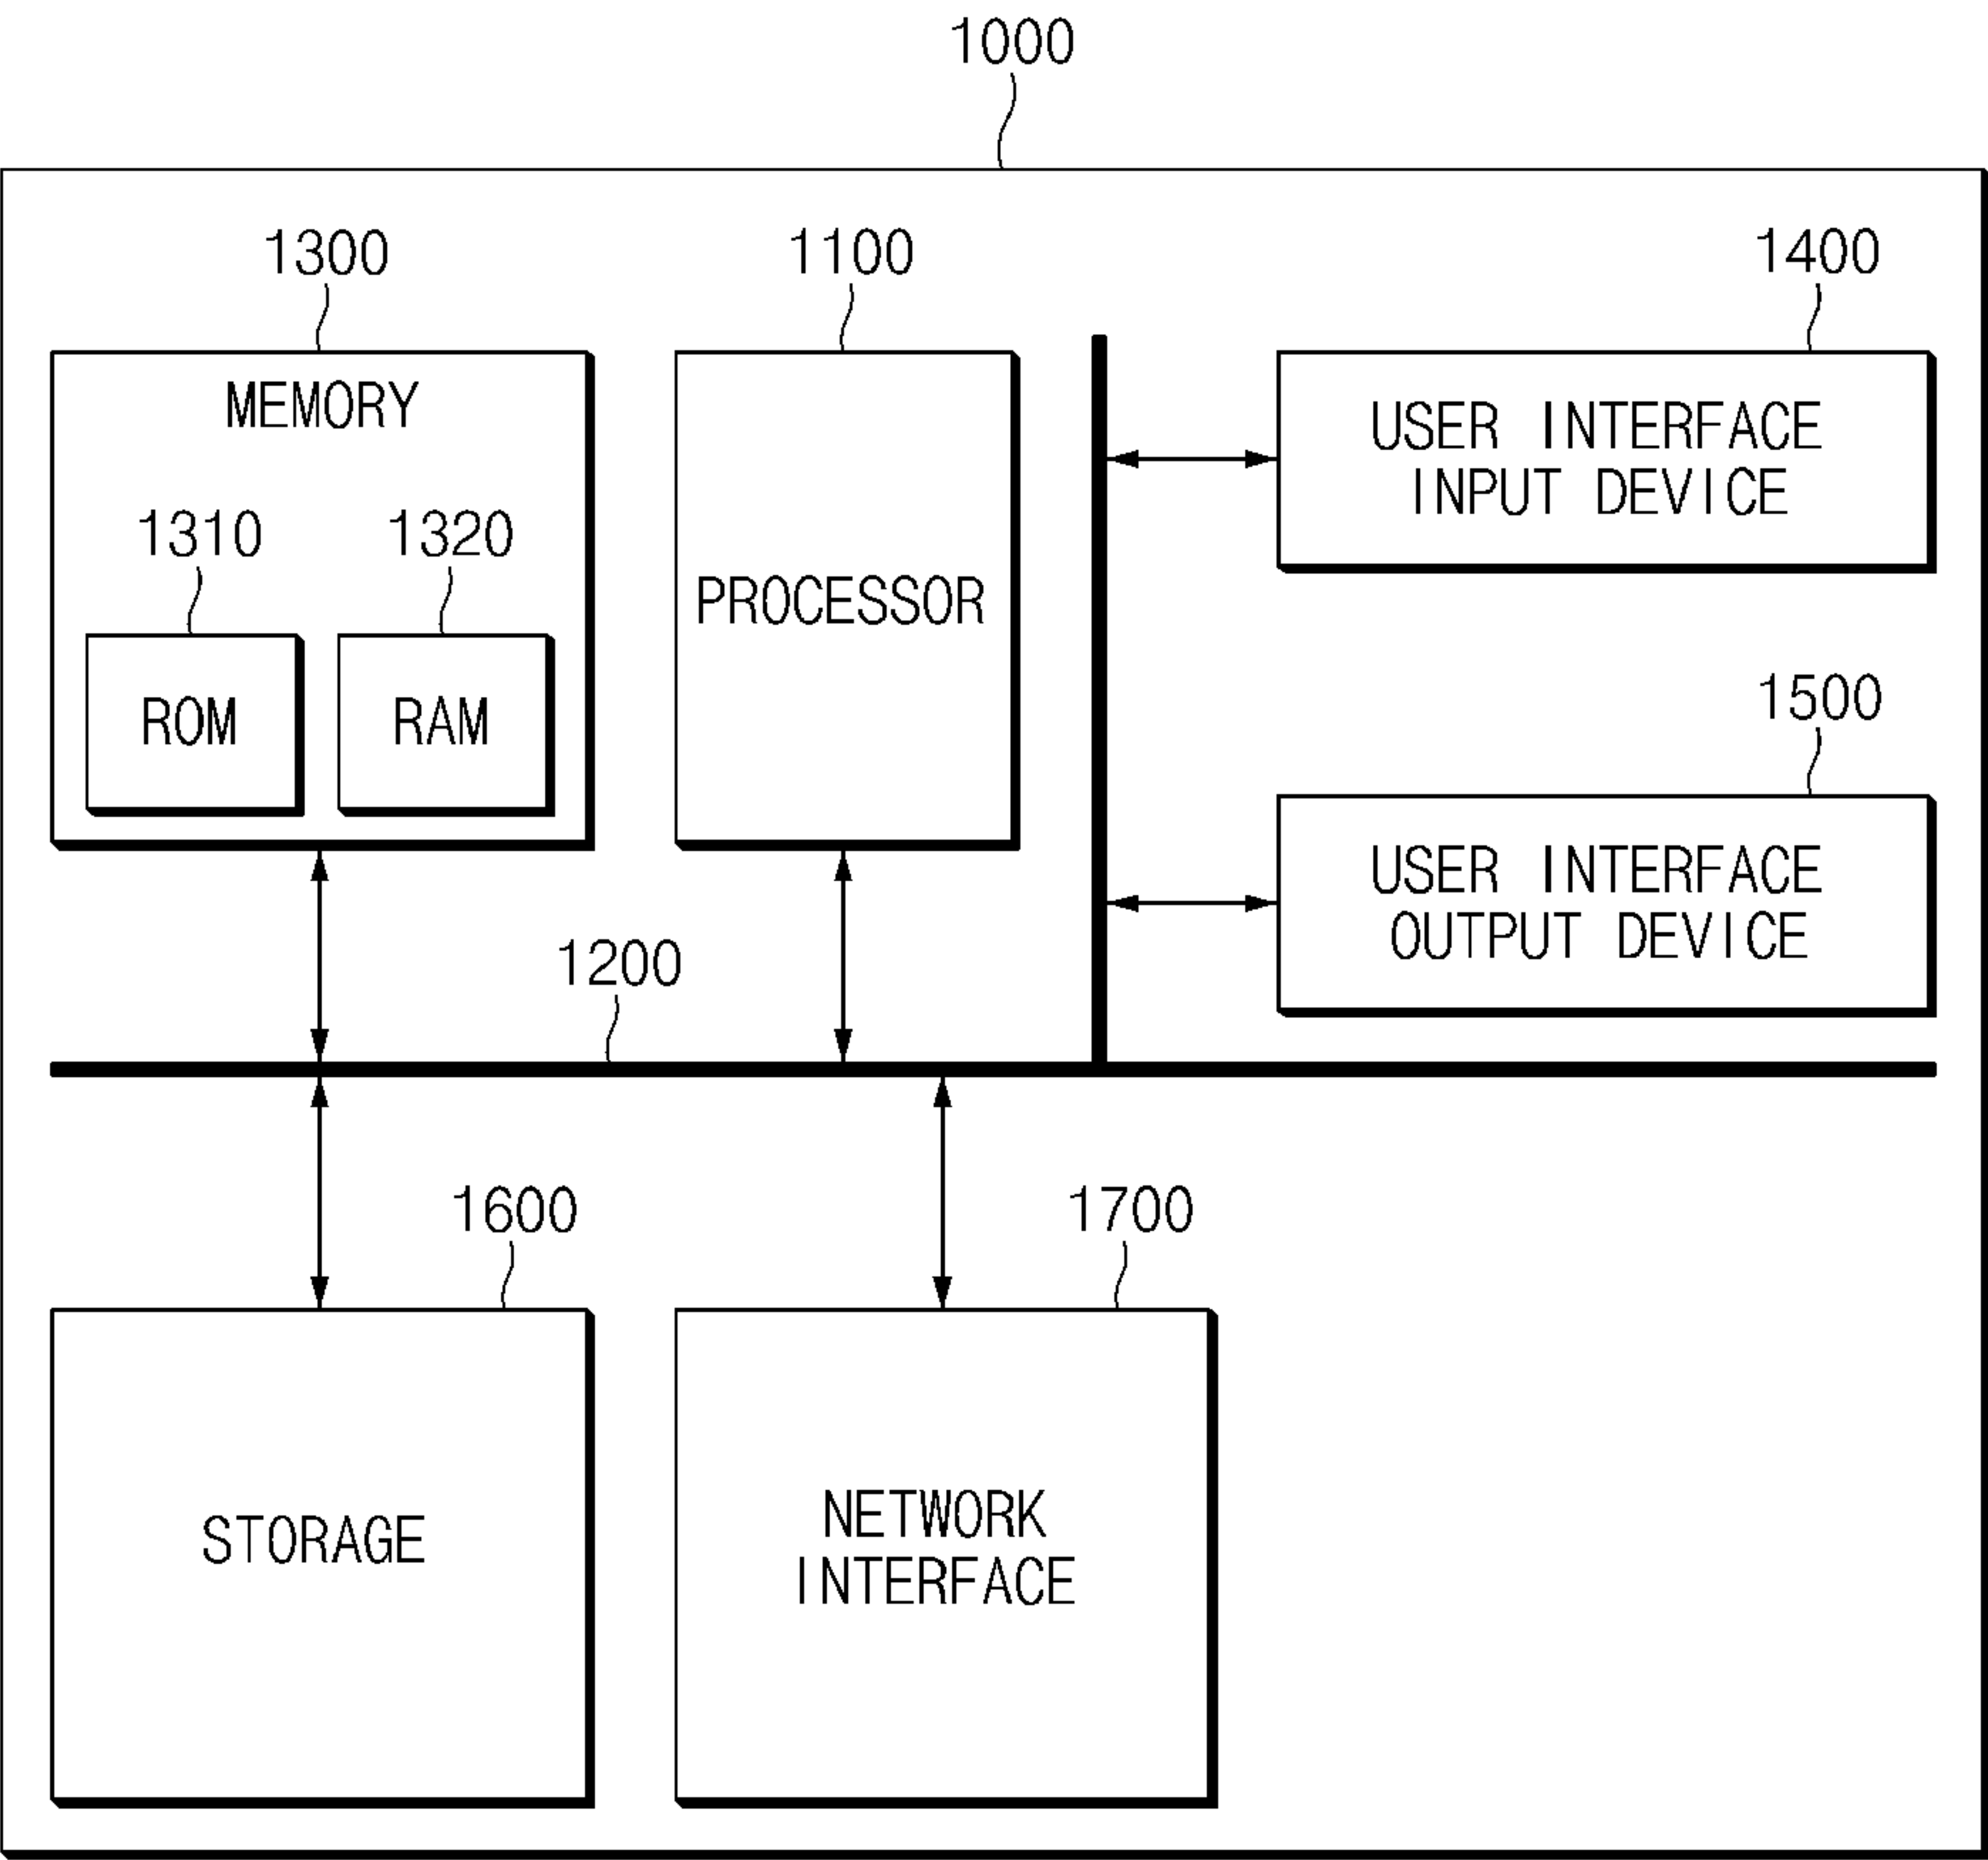 1000
1300
1100
1400
MEMORY
USER INTERFACE
INPUT DEVICE
1310
1320
PROCESSOR
ROM
RAM
1500
USER INTERFACE
OUTPUT DEVICE
1200
1600
1700
STORAGE
NETWORK
INTERFACE